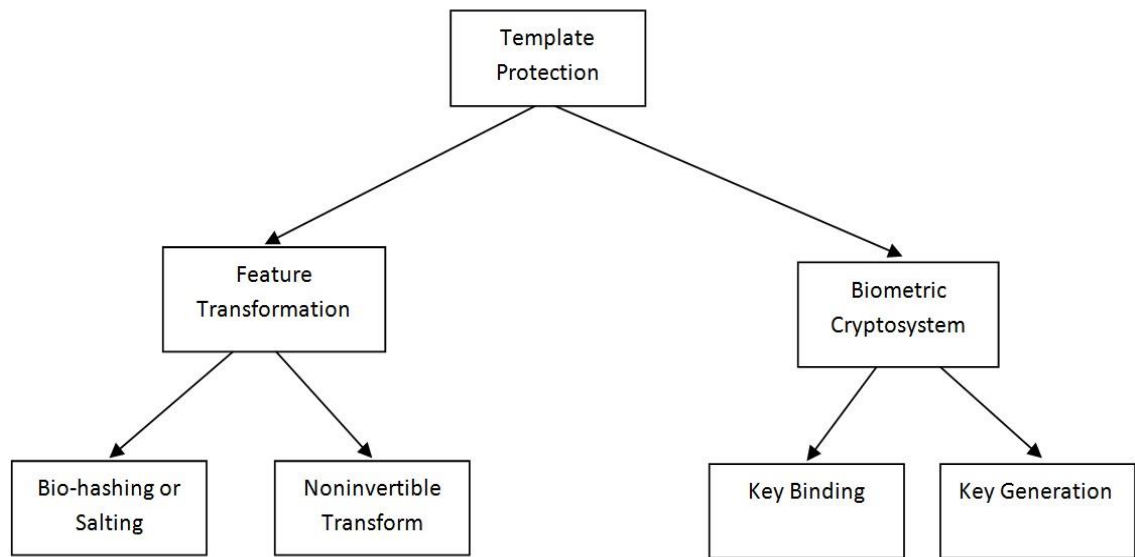 Template
Protection
Feature
Transformation
Biometric
Cryptosystem
Bio-hashing or
Salting
Noninvertible
Transform
Key Binding
Key Generation